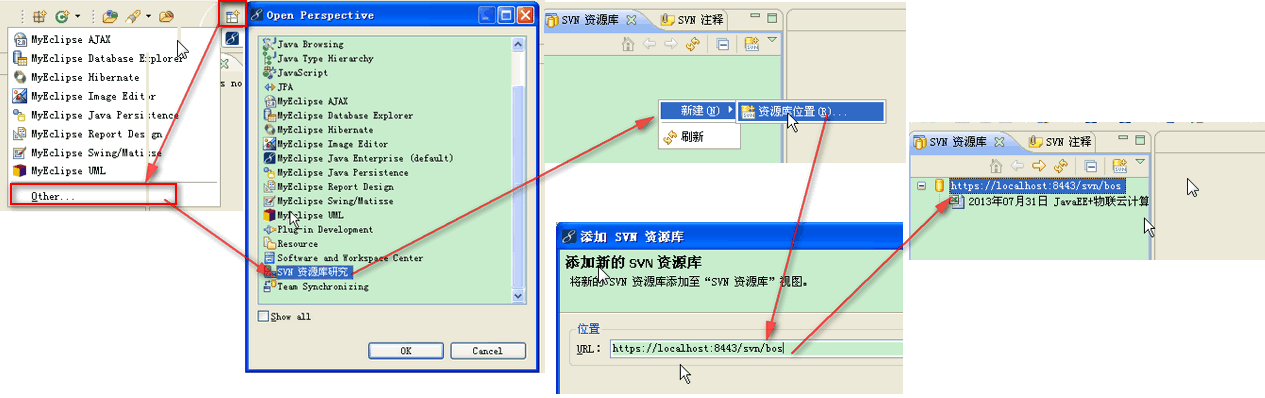 MyEclipse AJAX
MyEclipse Database Explorer
MyEclipse Hibernate
MyEclipse Image Editor
MyEclipse Java Persistence
MyEclipse Report Design
MyEclipse Swing/Matisse
MyEclipse UML
Other...
s no
Open Perspective
Java Browsing
Java Type Hierarchy
JavaScript
JPA
MyEclipse AJAX
MyEclipse Database Explorer
MyEclipse Hibernate
MyEclipse Image Editor
MyEclipse Java Enterprise (default)
MyEclipse Java Persistence
MyEclipse Report Design
MyEclipse Swing/Matisse
MyEclipse UML
Plug-in Development
Resource
Software and Workspace Center
SVN 资源库研究
Team Synchronizing
Show all
OK Cancel
SVN 资源库 SVN 注释
新建(N) 资源库位置(R)...
刷新
添加 SVN 资源库
添加新的 SVN 资源库
将新的 SVN 资源库添加至“SVN 资源库”视图。
位置
URL: https://localhost:8443/svn/bos
SVN 资源库 SVN 注释
https://localhost:8443/svn/bos
2013年07月31日 JavaEE+物联云计算